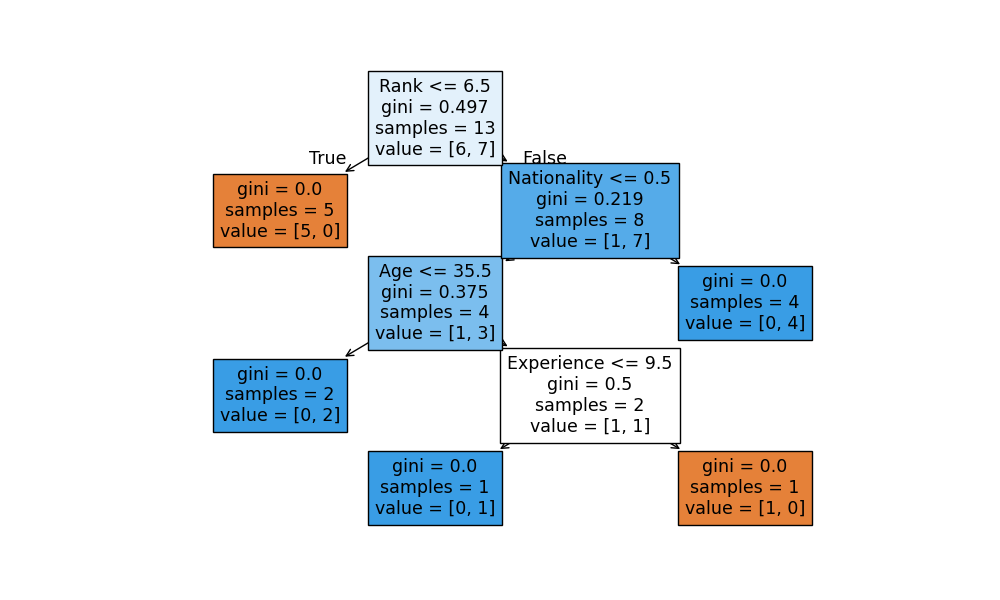 Rank <= 6.5
gini = 0.497
samples = 13
value = [6, 7]
True
False
gini = 0.0
samples = 5
value = [5, 0]
Nationality <= 0.5
gini = 0.219
samples = 8
value = [1, 7]
Age <= 35.5
gini = 0.375
samples = 4
value = [1, 3]
gini = 0.0
samples = 4
value = [0, 4]
gini = 0.0
samples = 2
value = [0, 2]
Experience <= 9.5
gini = 0.5
samples = 2
value = [1, 1]
gini = 0.0
samples = 1
value = [0, 1]
gini = 0.0
samples = 1
value = [1, 0]